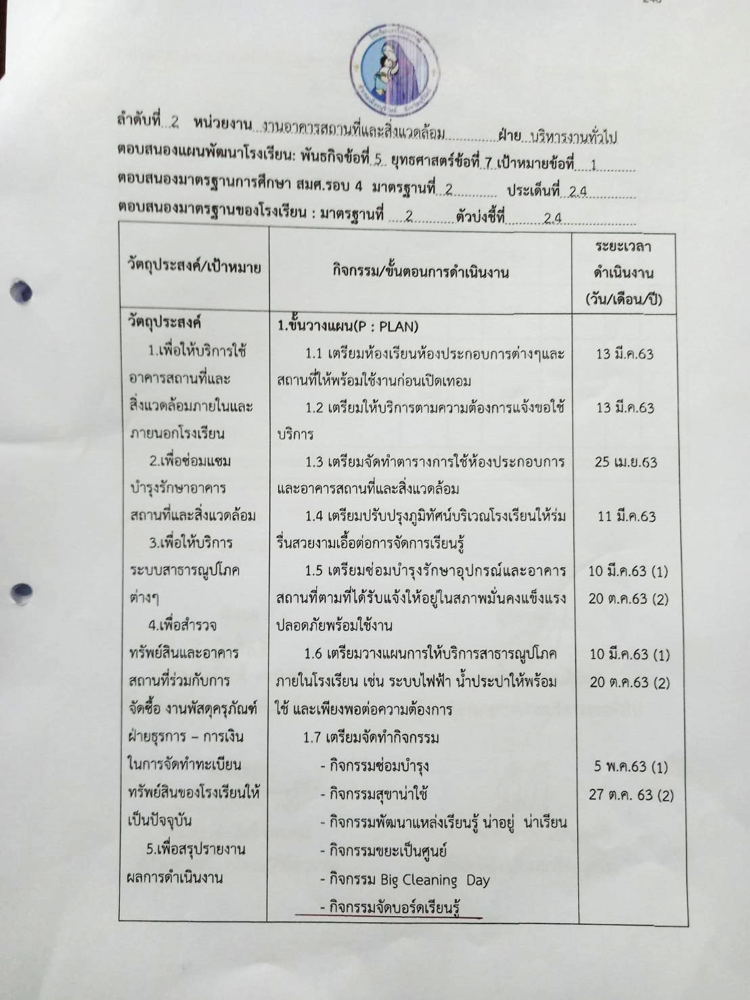 ลำดับที่ 2 หน่วยงาน งานอาคารสถานที่และสิ่งแวดล้อม ฝ่าย บริหารงานทั่วไป
ตอบสนองแผนพัฒนาโรงเรียน: พันธกิจข้อที่ 5 ยุทธศาสตร์ข้อที่ 7 เป้าหมายข้อที่ 1
ตอบสนองมาตรฐานการศึกษา สมศ.รอบ 4 มาตรฐานที่ 2 ประเด็นที่ 2.4
ตอบสนองมาตรฐานของโรงเรียน : มาตรฐานที่ 2 ตัวบ่งชี้ที่ 2.4
วัตถุประสงค์/เป้าหมาย
กิจกรรม/ขั้นตอนการดำเนินงาน
ระยะเวลา
ดำเนินงาน
(วัน/เดือน/ปี)
วัตถุประสงค์
1.เพื่อให้บริการใช้
อาคารสถานที่และ
สิ่งแวดล้อมภายในและ
ภายนอกโรงเรียน
2.เพื่อซ่อมแซม
บำรุงรักษาอาคาร
สถานที่และสิ่งแวดล้อม
3.เพื่อให้บริการ
ระบบสาธารณูปโภค
ต่างๆ
4.เพื่อสำรวจ
ทรัพย์สินและอาคาร
สถานที่ร่วมกับการ
จัดซื้อ งานพัสดุครุภัณฑ์
ฝ่ายธุรการ – การเงิน
ในการจัดทำทะเบียน
ทรัพย์สินของโรงเรียนให้
เป็นปัจจุบัน
5.เพื่อสรุปรายงาน
ผลการดำเนินงาน
1.ขั้นวางแผน(P : PLAN)
1.1 เตรียมห้องเรียนห้องประกอบการต่างๆและ
สถานที่ให้พร้อมใช้งานก่อนเปิดเทอม
1.2 เตรียมให้บริการตามความต้องการแจ้งขอใช้
บริการ
1.3 เตรียมจัดทำตารางการใช้ห้องประกอบการ
และอาคารสถานที่และสิ่งแวดล้อม
1.4 เตรียมปรับปรุงภูมิทัศน์บริเวณโรงเรียนให้ร่ม
รื่นสวยงามเอื้อต่อการจัดการเรียนรู้
1.5 เตรียมซ่อมบำรุงรักษาอุปกรณ์และอาคาร
สถานที่ตามที่ได้รับแจ้งให้อยู่ในสภาพมั่นคงแข็งแรง
ปลอดภัยพร้อมใช้งาน
1.6 เตรียมวางแผนการให้บริการสาธารณูปโภค
ภายในโรงเรียน เช่น ระบบไฟฟ้า น้ำประปาให้พร้อม
ใช้ และเพียงพอต่อความต้องการ
1.7 เตรียมจัดทำกิจกรรม
- กิจกรรมซ่อมบำรุง
- กิจกรรมสุขาน่าใช้
- กิจกรรมพัฒนาแหล่งเรียนรู้ น่าอยู่ น่าเรียน
- กิจกรรมขยะเป็นศูนย์
- กิจกรรม Big Cleaning Day
- กิจกรรมจัดบอร์ดเรียนรู้
13 มี.ค.63
13 มี.ค.63
25 เม.ย.63
11 มี.ค.63
10 มี.ค.63 (1)
20 ต.ค.63 (2)
10 มี.ค.63 (1)
20 ต.ค.63 (2)
5 พ.ค.63 (1)
27 ต.ค. 63 (2)